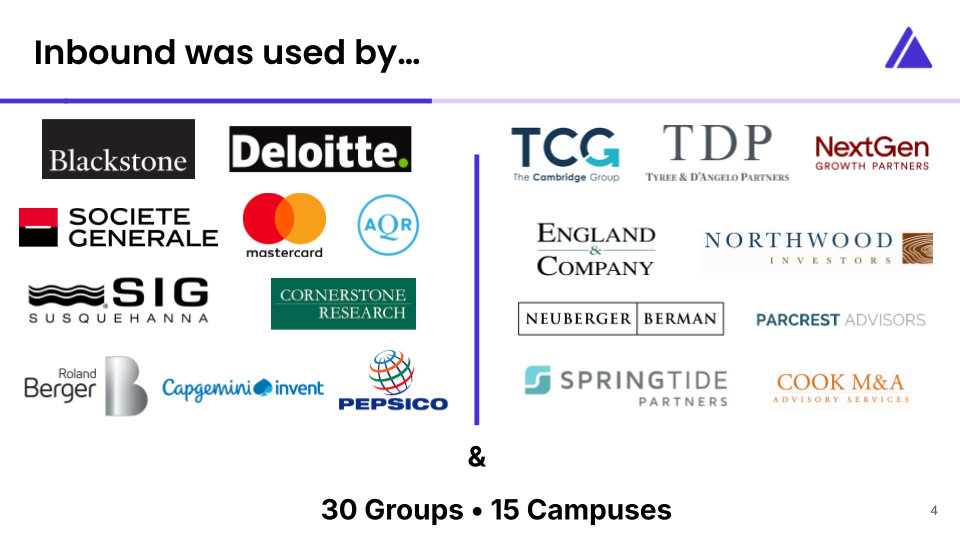 Inbound was used by...
Blackstone
Deloitte.
SOCIETE
GENERALE
mastercard
AQR
SIG
SUSQUEHANNA
CORNERSTONE
RESEARCH
Roland
Berger
B
Capgemini invent
PEPSICO
TCG
The Cambridge Group
TDP
TYREE & D'ANGELO PARTNERS
NextGen
GROWTH PARTNERS
ENGLAND
&
COMPANY
NORTHWOOD
INVESTORS
NEUBERGER BERMAN
PARCREST ADVISORS
SPRINGTIDE
PARTNERS
COOK M&A
ADVISORY SERVICES
&
30 Groups • 15 Campuses
4